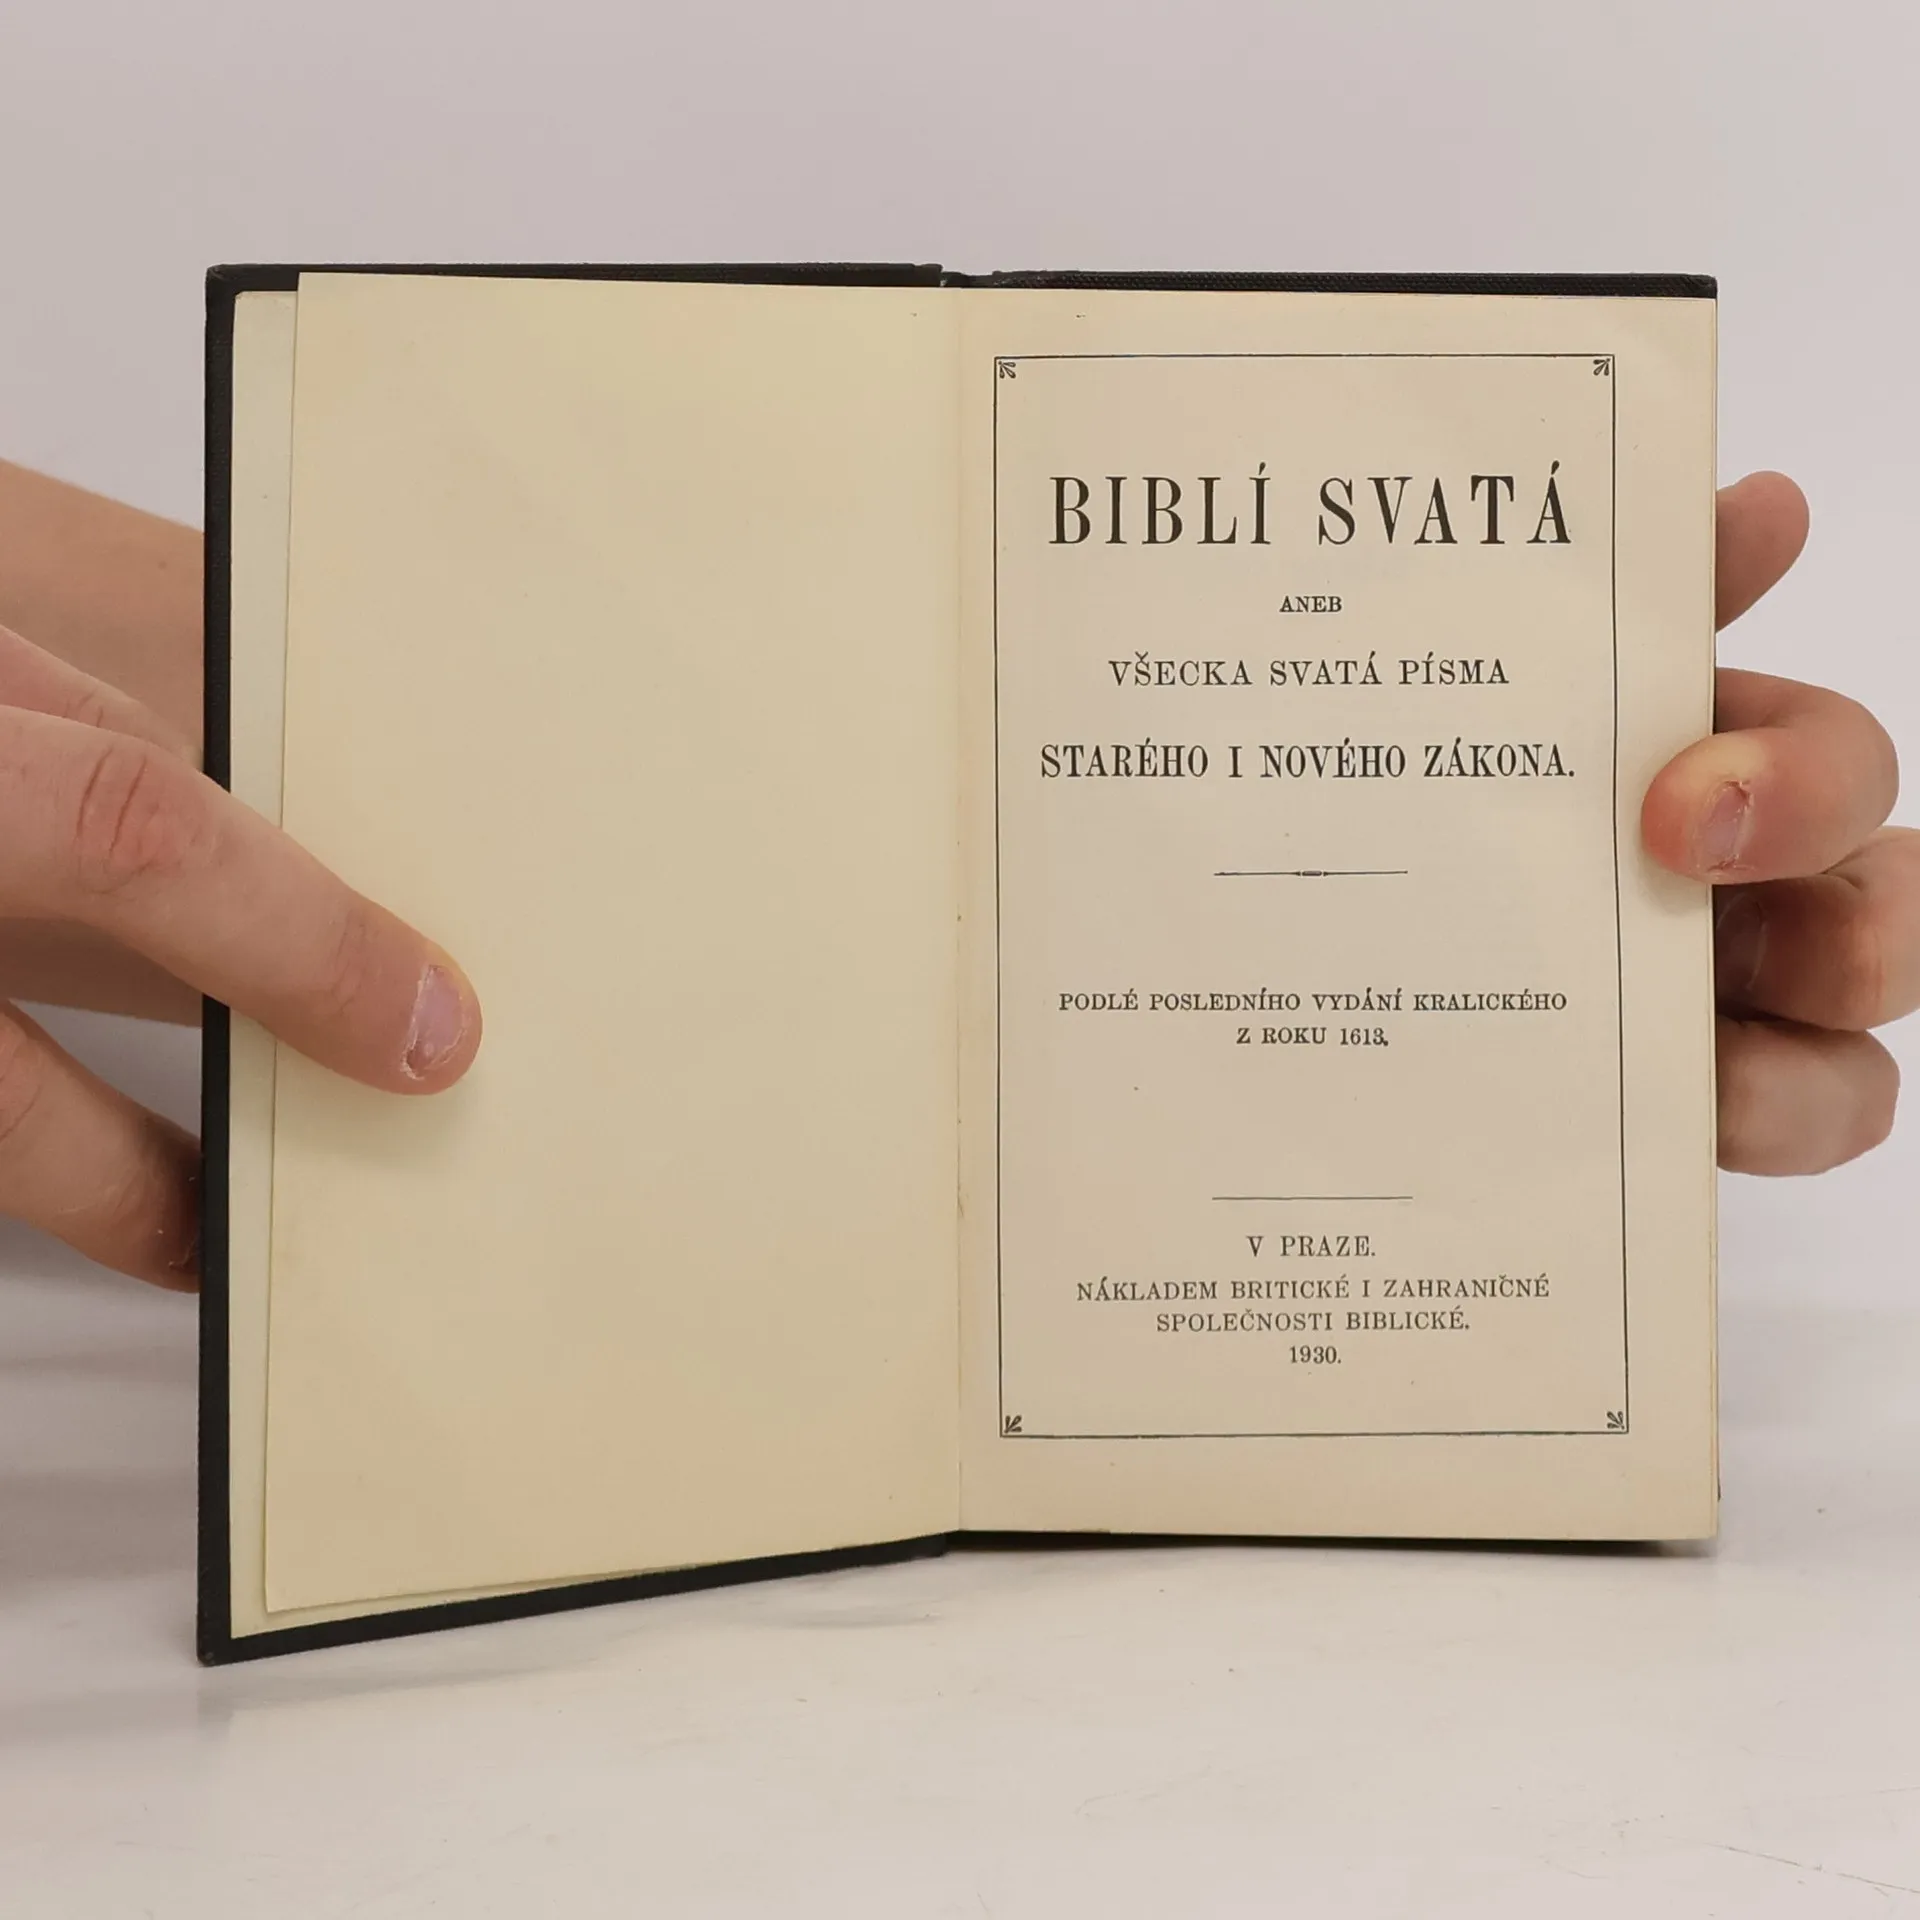 BIBLÍ SVATÁ
ANEB
VŠECKA SVATÁ PÍSMA
STARÉHO I NOVÉHO ZÁKONA.
PODLÉ POSLEDNÍHO VYDÁNÍ KRALICKÉHO
Z ROKU 1613.
V PRAZE.
NÁKLADEM BRITICKÉ I ZAHRANIČNÉ
SPOLEČNOSTI BIBLICKÉ.
1930.